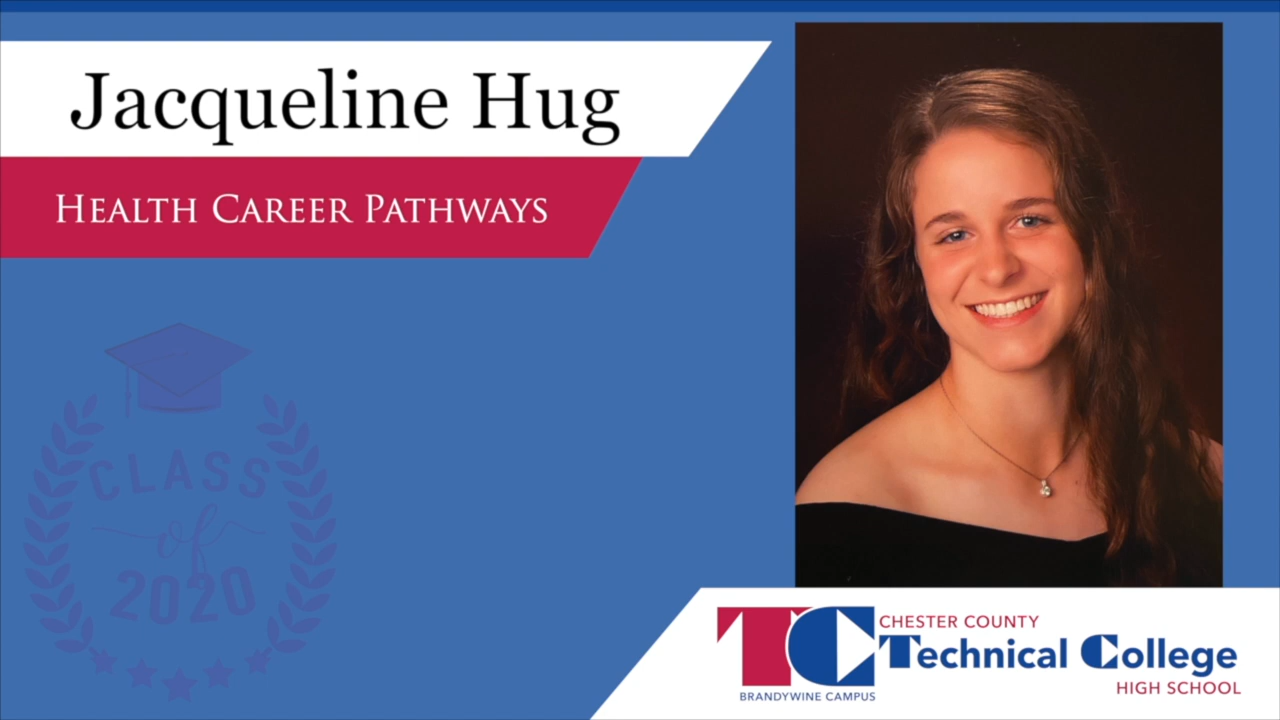 Jacqueline Hug
HEALTH CAREER PATHWAYS
CLASS
of
2020
TC
CHESTER COUNTY
Technical College
HIGH SCHOOL
BRANDYWINE CAMPUS